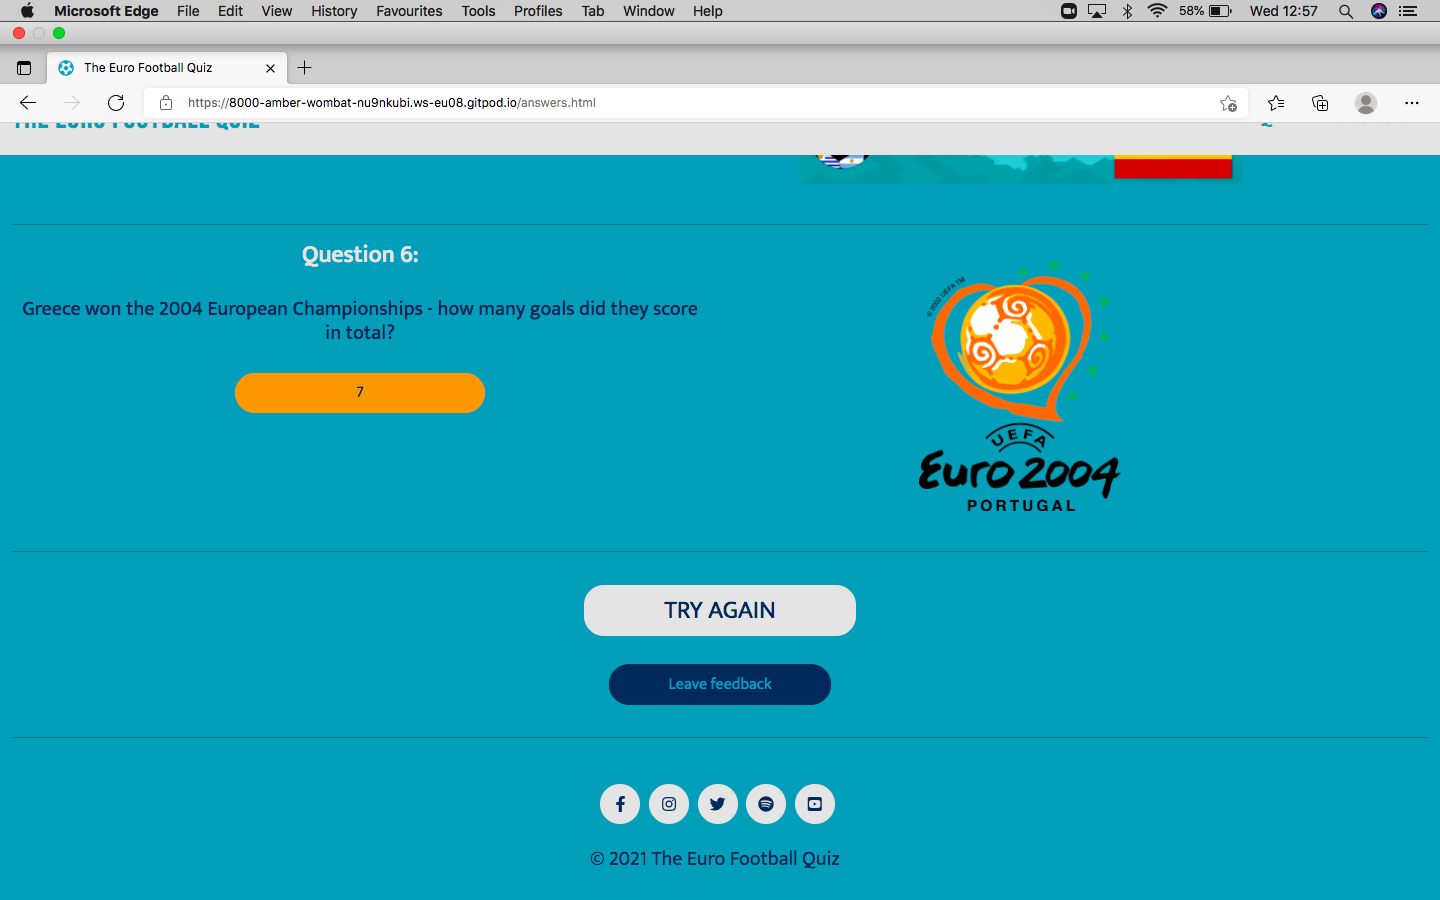 Microsoft Edge File Edit View History Favourites Tools Profiles Tab Window Help 58% Wed 12:57
The Euro Football Quiz
https://8000-amber-wombat-nu9nkubi.ws-eu08.gitpod.io/answers.html
THE EURO FOOTBALL QUIZ
Question 6:
Greece won the 2004 European Championships - how many goals did they score
in total?
7
© 2002 UEFA TM
UEFA
Euro 2004
PORTUGAL
TRY AGAIN
Leave feedback
© 2021 The Euro Football Quiz